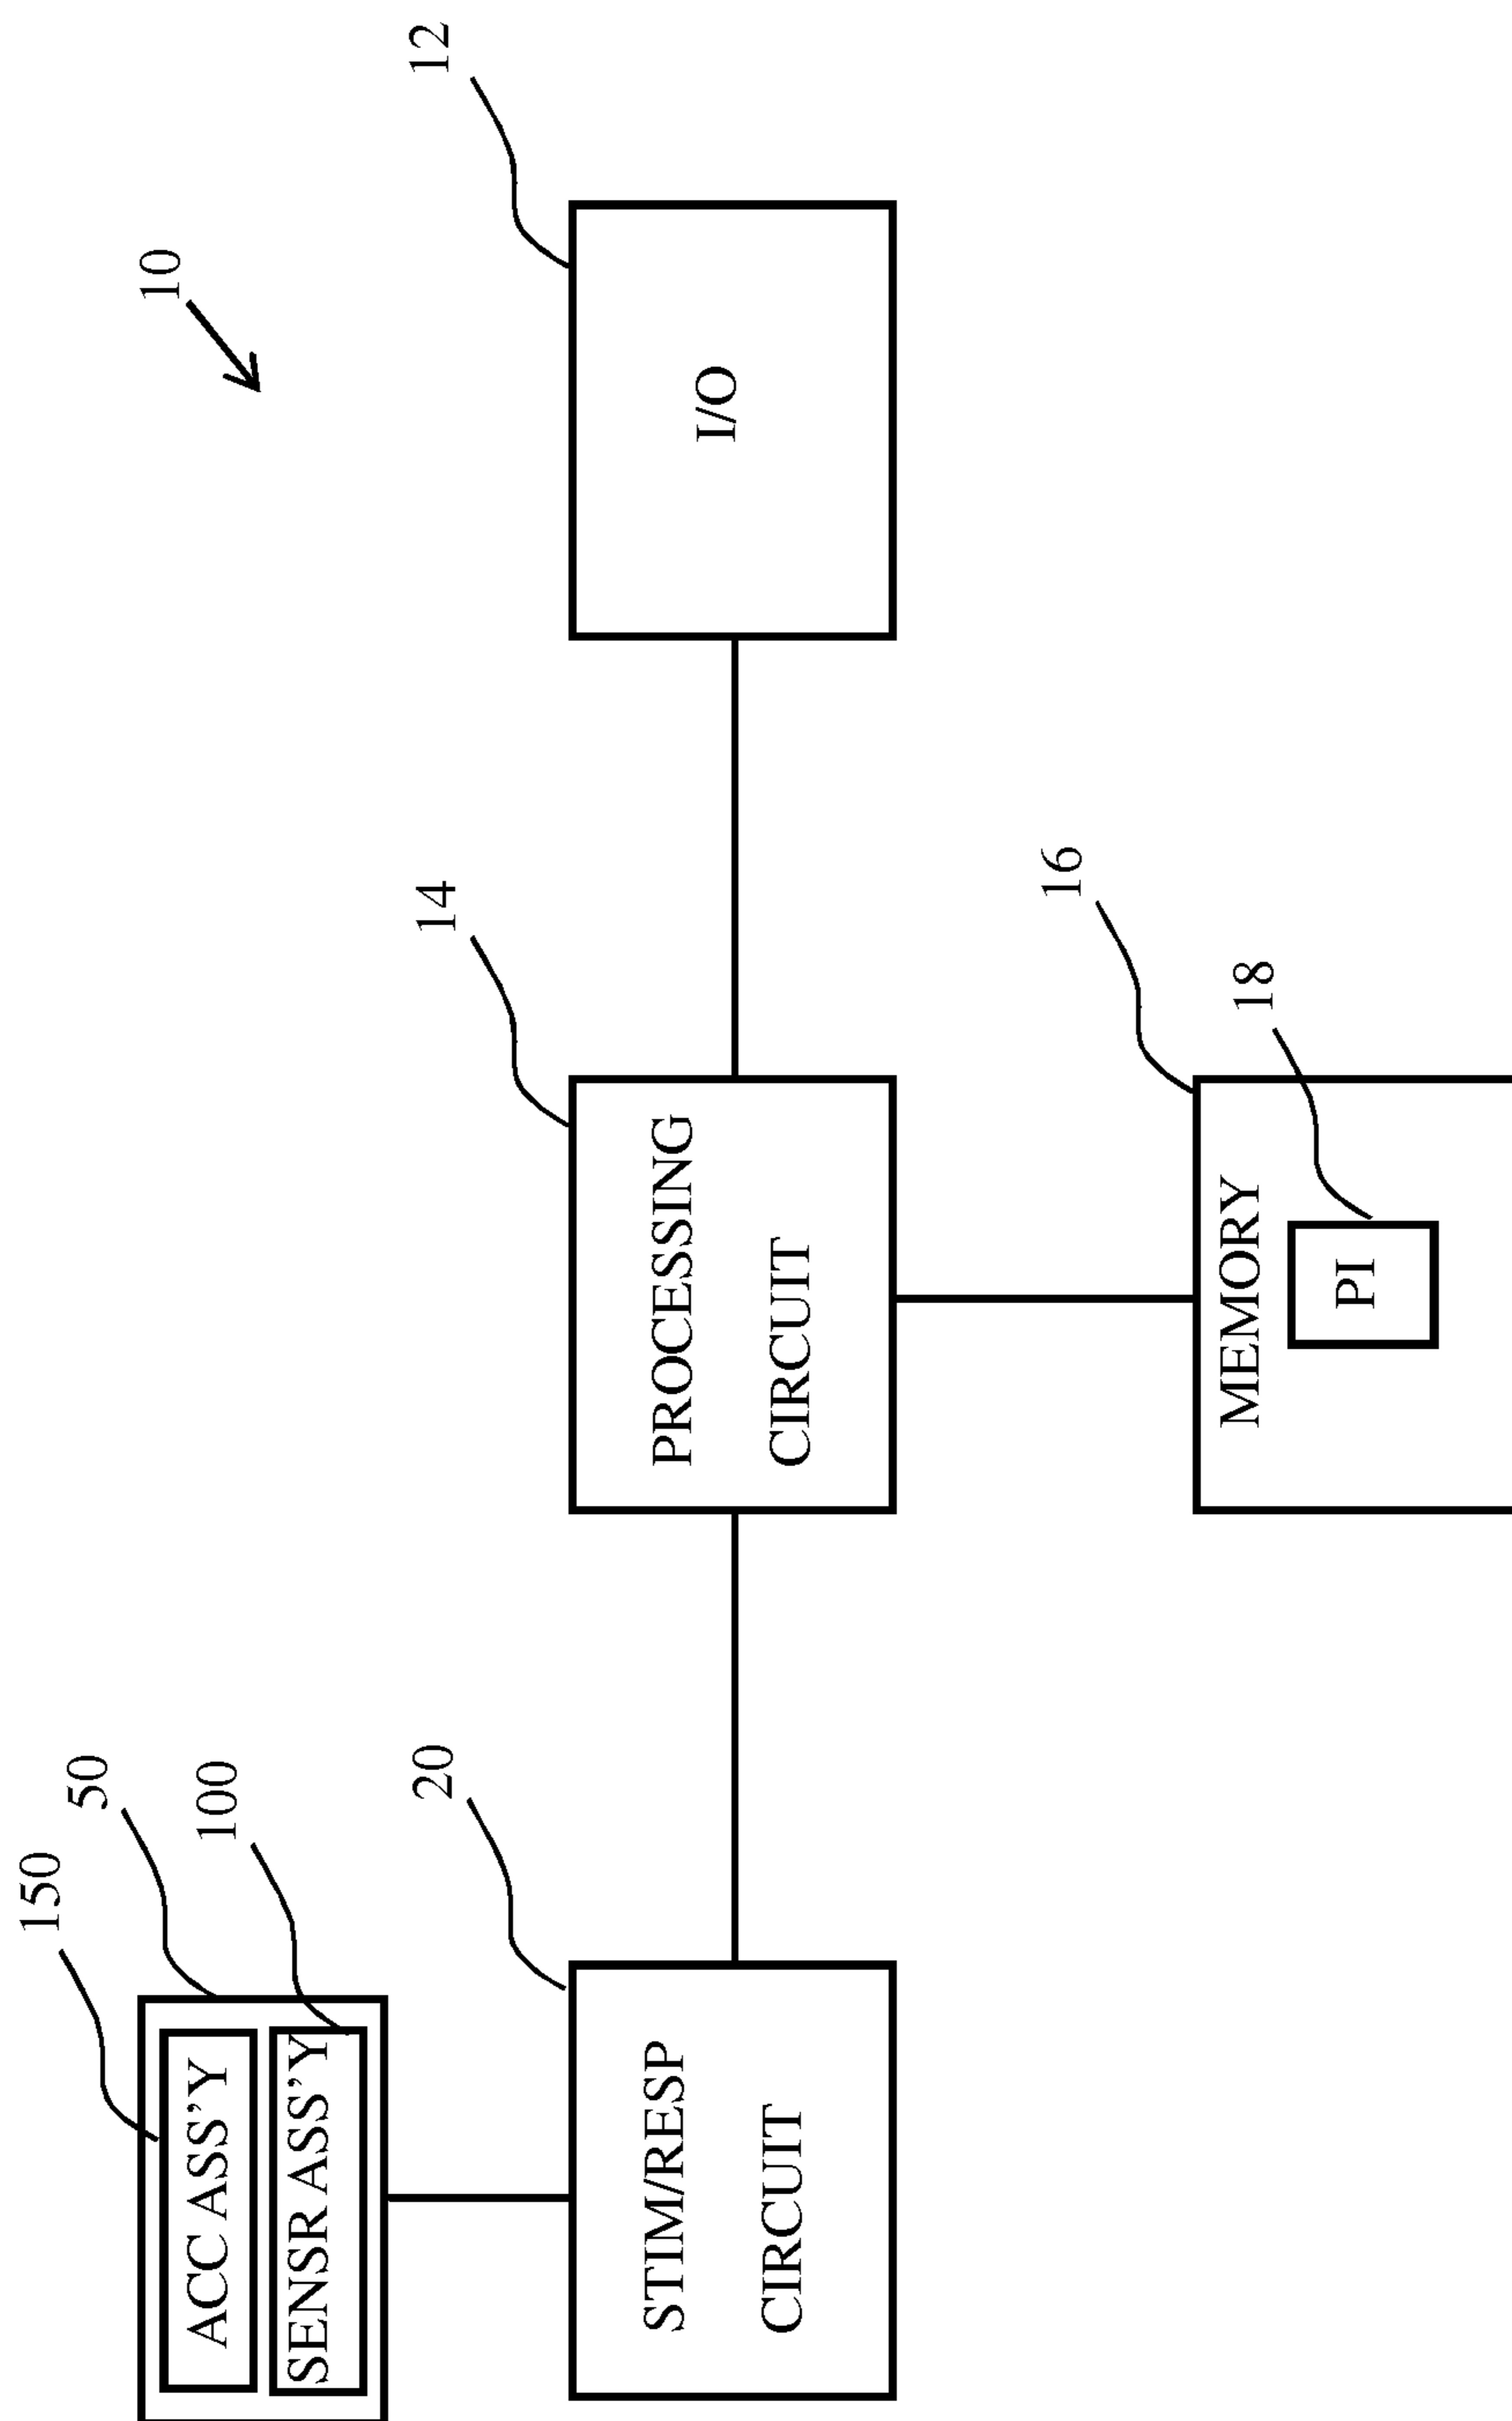 10
12
150
50
100
ACC ASS'Y
SENSR ASS'Y
20
14
STIM/RESP
CIRCUIT
PROCESSING
CIRCUIT
I/O
16
18
MEMORY
PI